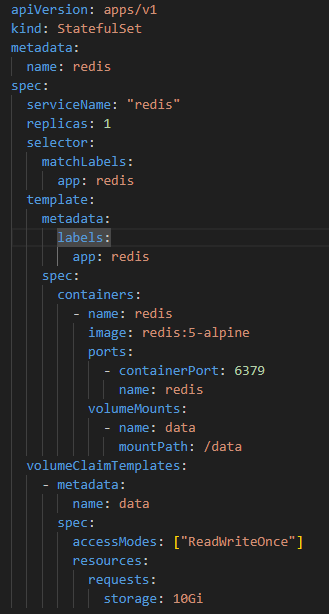 apiVersion: apps/v1
kind: StatefulSet
metadata:
  name: redis
spec:
  serviceName: "redis"
  replicas: 1
  selector:
    matchLabels:
      app: redis
  template:
    metadata:
      labels:
        app: redis
    spec:
      containers:
        - name: redis
          image: redis:5-alpine
          ports:
            - containerPort: 6379
              name: redis
          volumeMounts:
            - name: data
              mountPath: /data
  volumeClaimTemplates:
    - metadata:
        name: data
      spec:
        accessModes: ["ReadWriteOnce"]
        resources:
          requests:
            storage: 10Gi